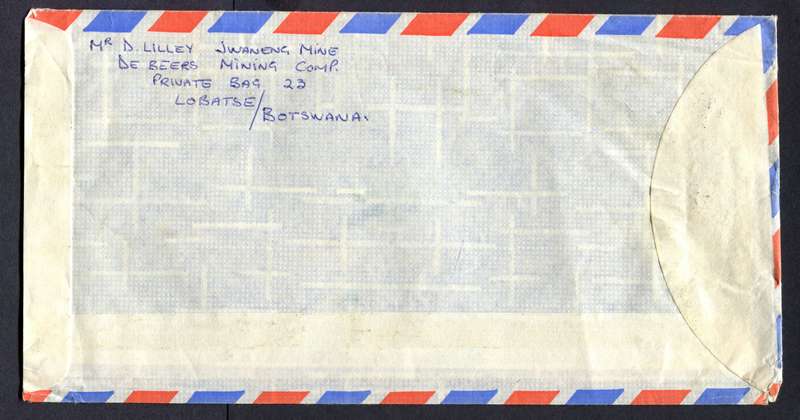 MR D. LILLEY JWANENG MINE
DE BEERS MINING COMP.
PRIVATE BAG 23
LOBATSE/
BOTSWANA.